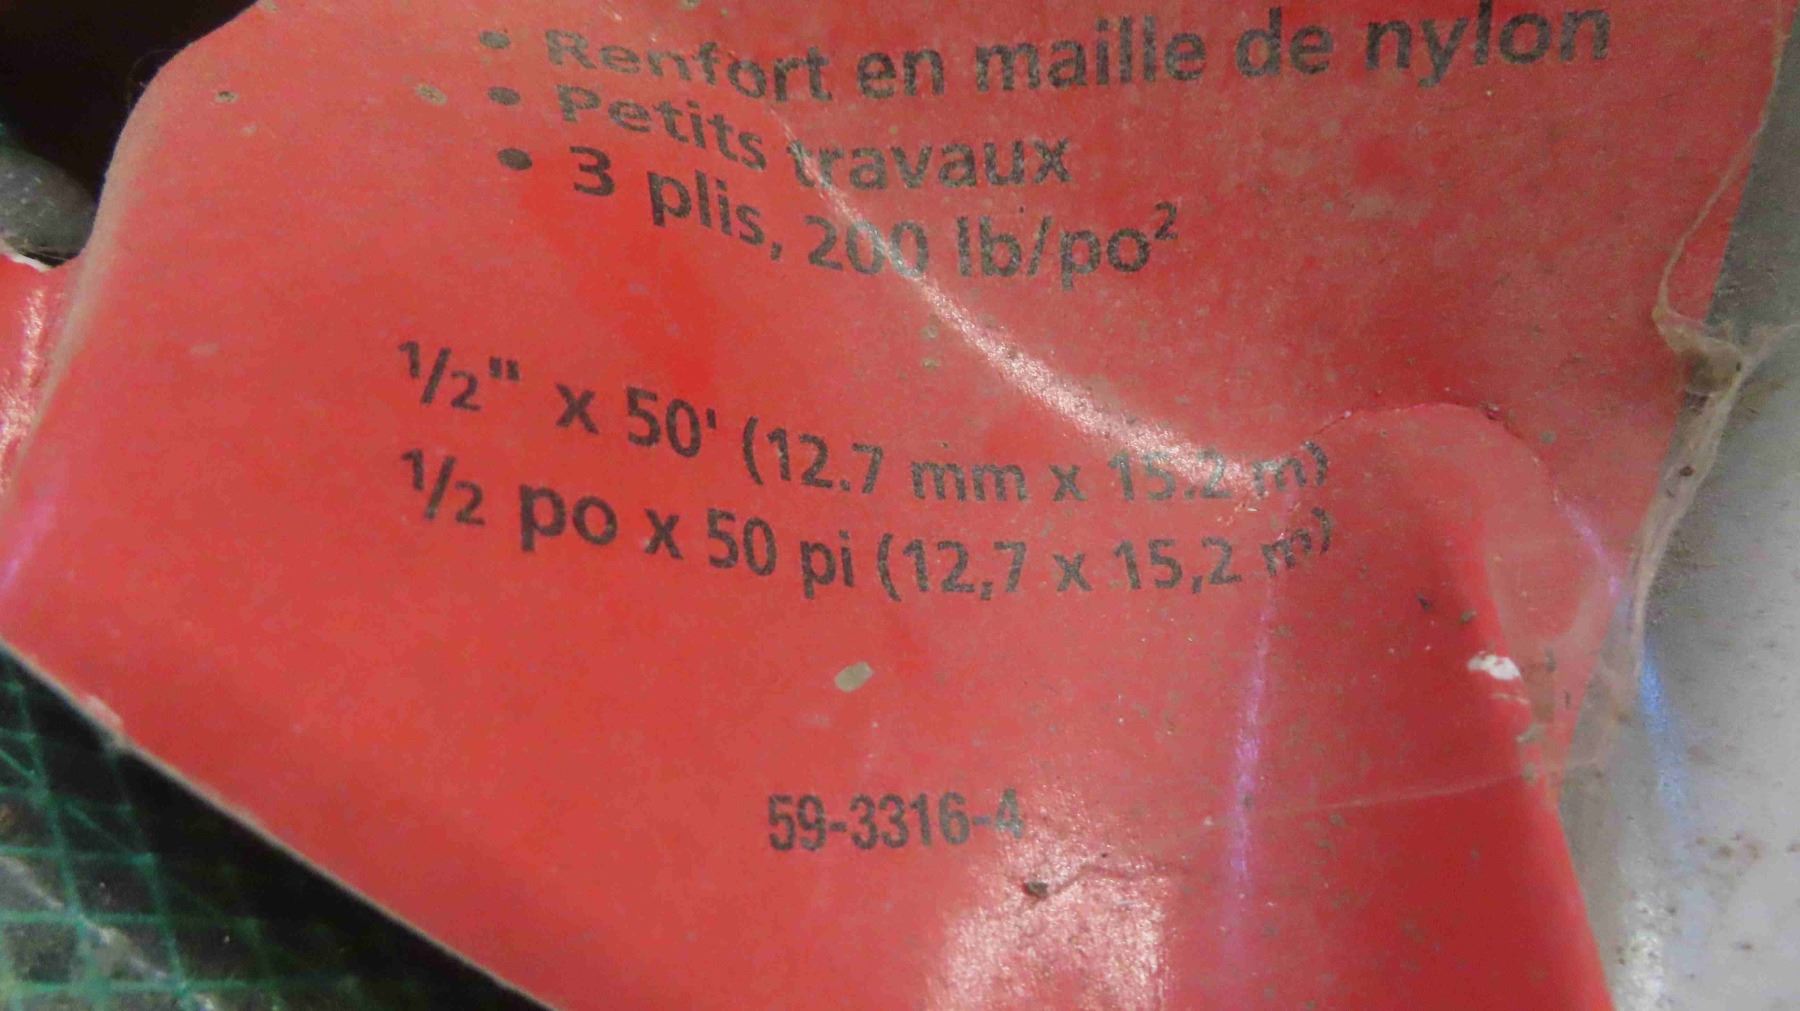 • Renfort en maille de nylon
• Petits travaux
• 3 plis, 200 lb/po²
1/2" x 50' (12.7 mm x 15.2 m)
1/2 po x 50 pi (12,7 x 15,2 m)
59-3316-4